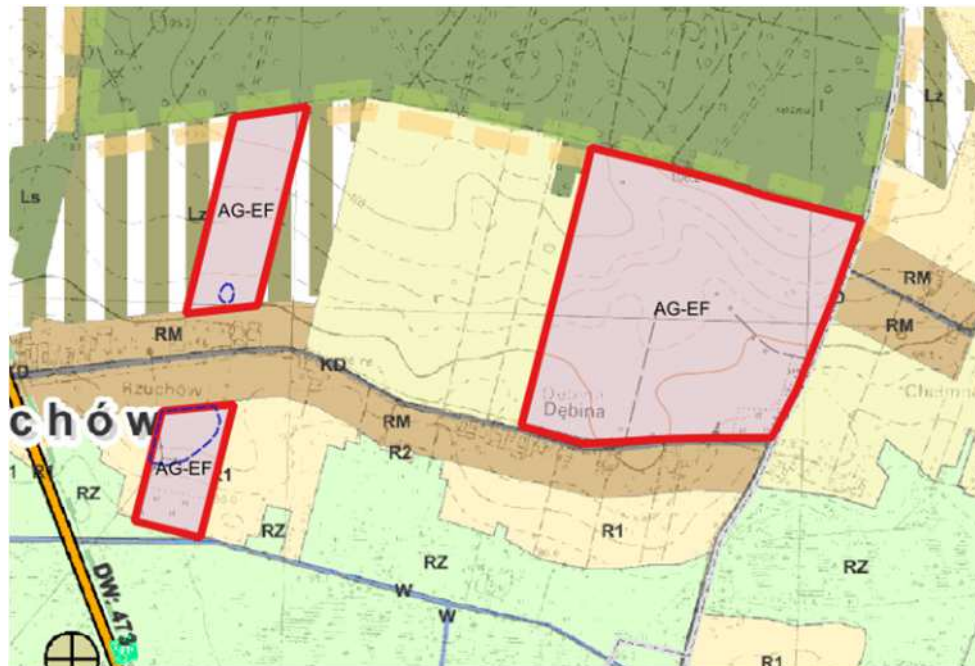 Lz
Ls
Lz
AG-EF
AG-EF
RM
RM
RM
KD
KD
Rzuchów
RM
Dębina
Dębina
chów
R2
AG-EF
R1
RZ
RZ
R1
RZ
RZ
W
W
DW: 473
R1